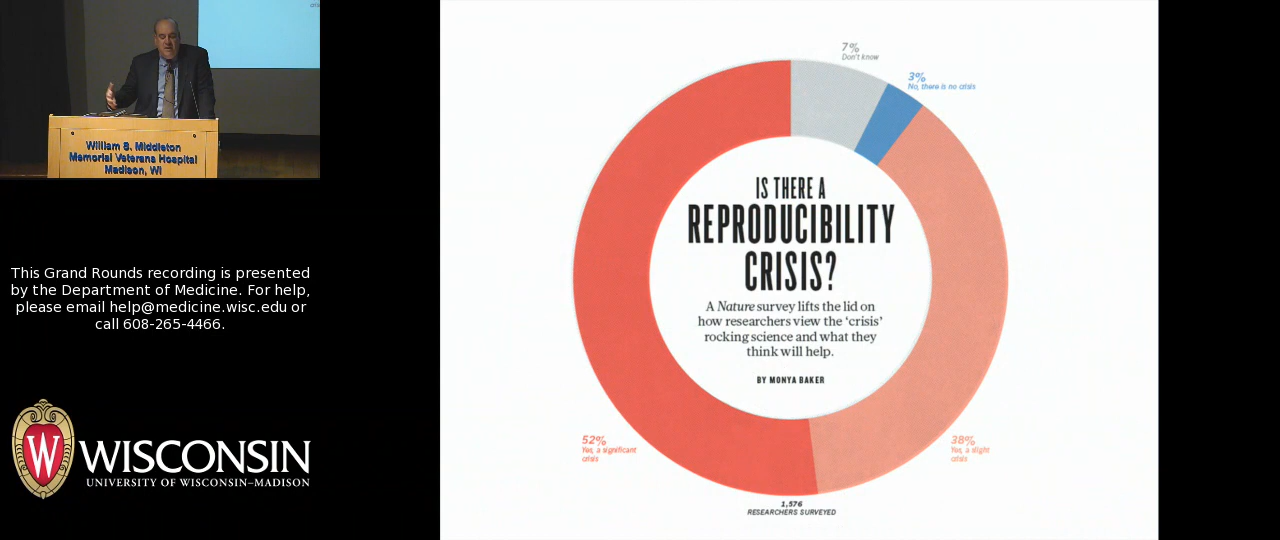 William S. Middleton
Memorial Veterans Hospital
Madison, WI
This Grand Rounds recording is presented
by the Department of Medicine. For help,
please email help@medicine.wisc.edu or
call 608-265-4466.
W
WISCONSIN
UNIVERSITY OF WISCONSIN–MADISON
7%
Don't know
3%
No, there is no crisis
IS THERE A
REPRODUCIBILITY
CRISIS?
A Nature survey lifts the lid on
how researchers view the ‘crisis’
rocking science and what they
think will help.
BY MONYA BAKER
52%
Yes, a significant
crisis
38%
Yes, a slight
crisis
1,576
RESEARCHERS SURVEYED